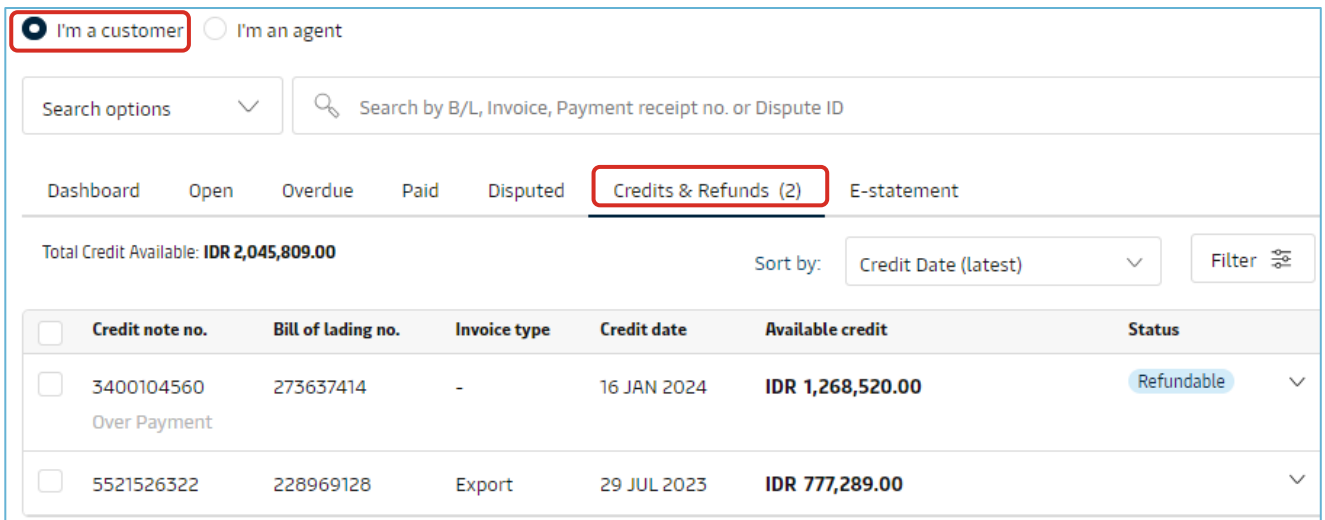 I'm a customer I'm an agent
Search options Search by B/L, Invoice, Payment receipt no. or Dispute ID
Dashboard Open Overdue Paid Disputed Credits & Refunds (2) E-statement
Total Credit Available: IDR 2,045,809.00 Sort by: Credit Date (latest) Filter
Credit note no. Bill of lading no. Invoice type Credit date Available credit Status
3400104560 273637414 - 16 JAN 2024 IDR 1,268,520.00 Refundable
Over Payment
5521526322 228969128 Export 29 JUL 2023 IDR 777,289.00